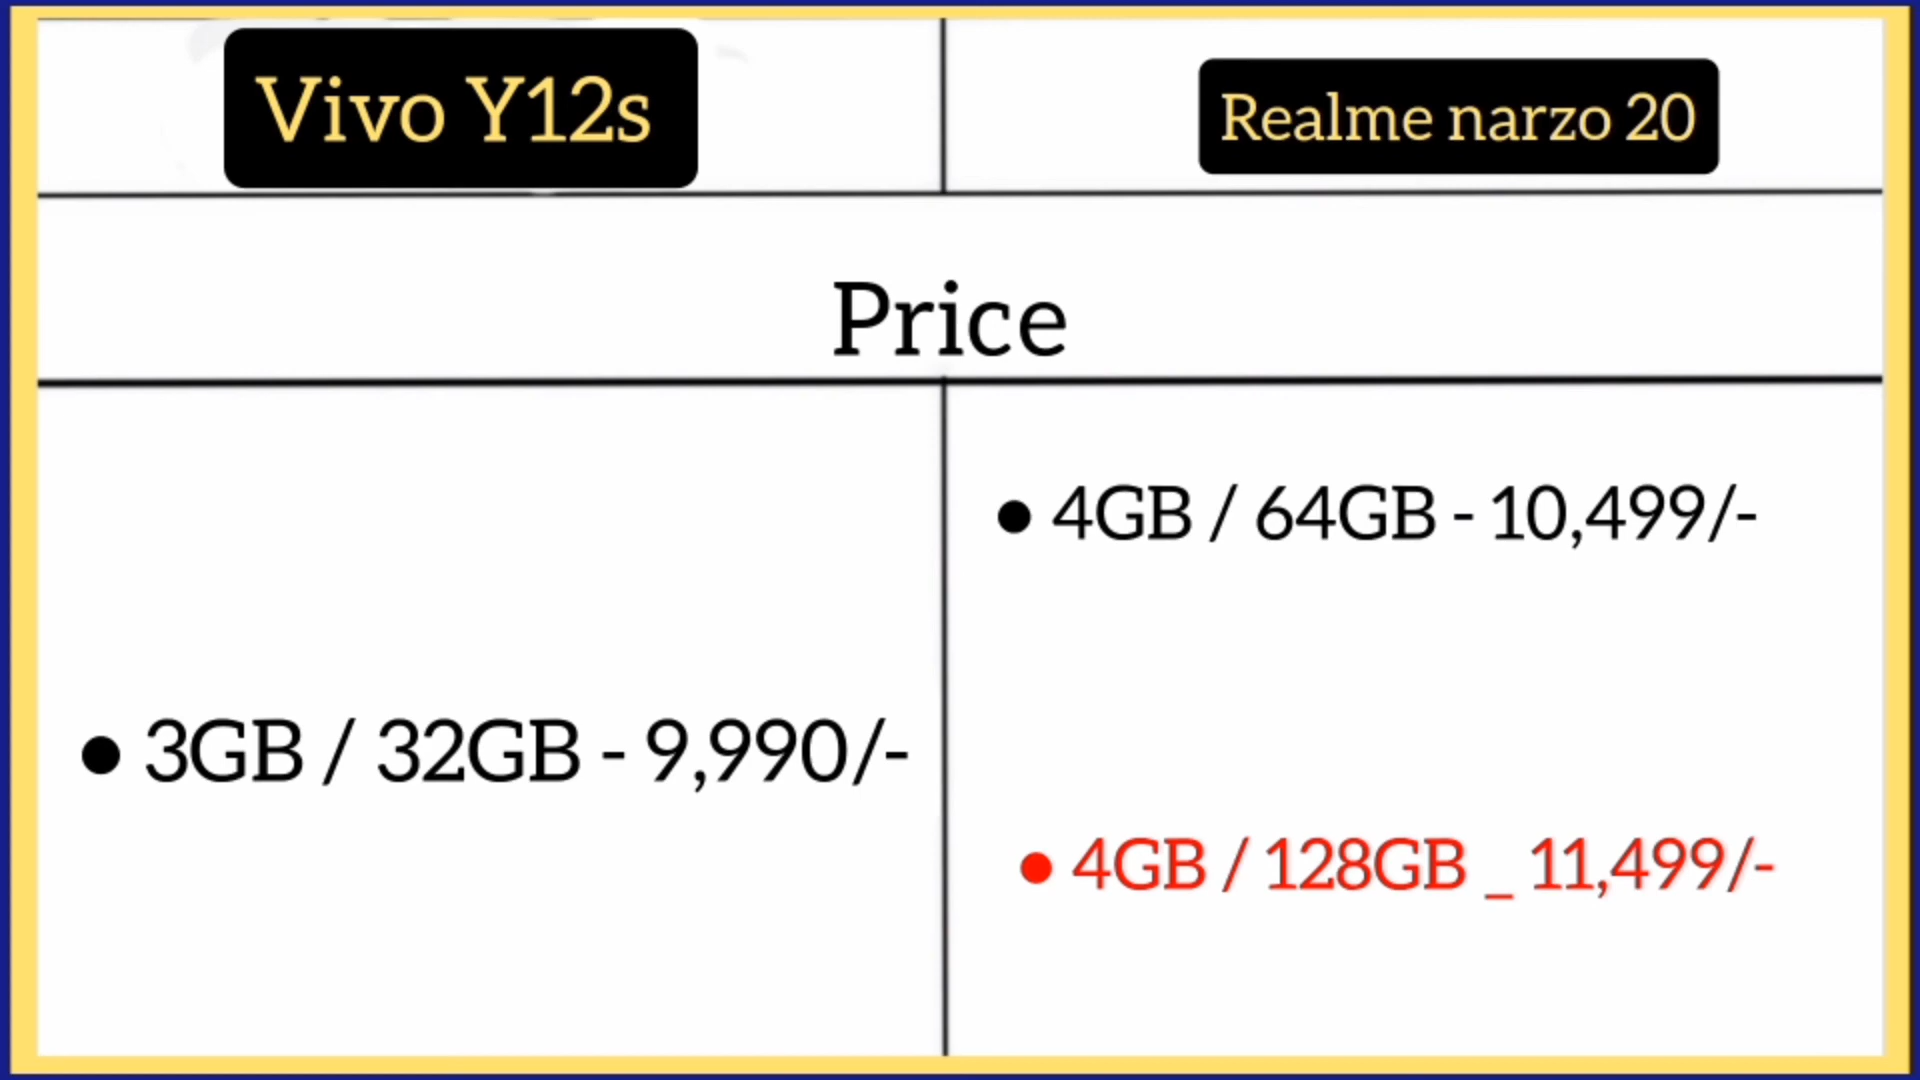 Vivo Y12s
Realme narzo 20
Price
● 3GB / 32GB - 9,990/-
● 4GB / 64GB - 10,499/-
● 4GB / 128GB _ 11,499/-